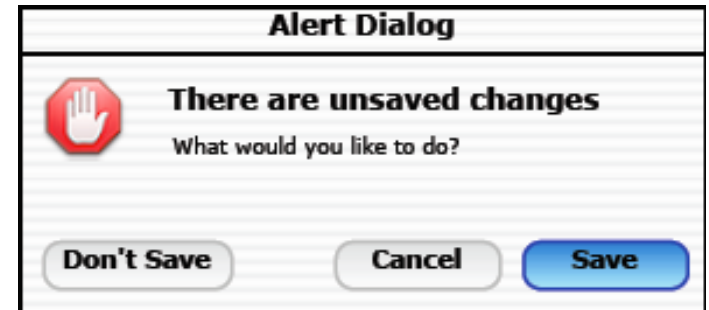 Alert Dialog
There are unsaved changes
What would you like to do?
Don't Save Cancel Save